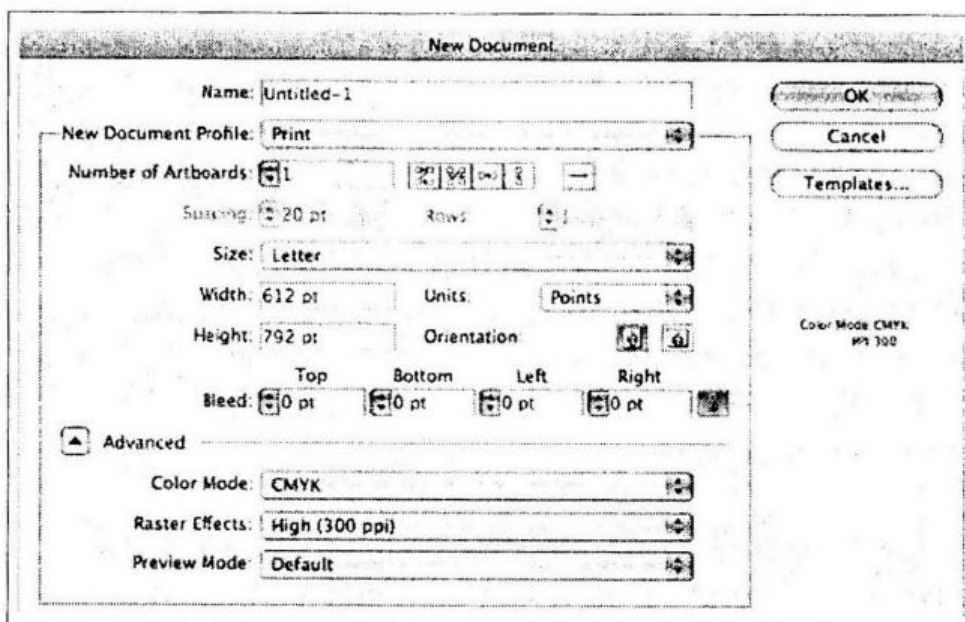 New Document
Name: Untitled-1
OK
New Document Profile: Print
Cancel
Number of Artboards: 1
Templates...
Spacing: 20 pt Rows:
Size: Letter
Width: 612 pt Units: Points
Height: 792 pt Orientation:
Color Mode: CMYK
PPI 300
Top Bottom Left Right
Bleed: 0 pt 0 pt 0 pt 0 pt
Advanced
Color Mode: CMYK
Raster Effects: High (300 ppi)
Preview Mode: Default